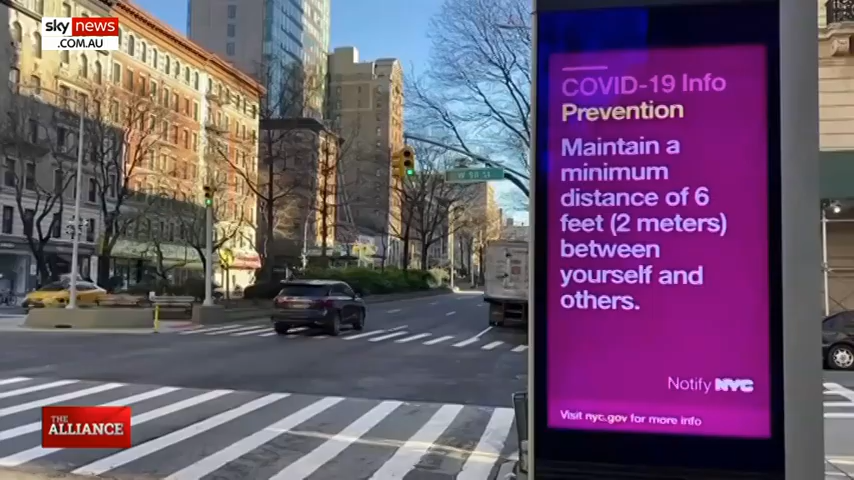 sky news
.COM.AU
COVID-19 Info
Prevention
Maintain a
minimum
distance of 6
feet (2 meters)
between
yourself and
others.
Notify NYC
Visit nyc.gov for more info
W 90 ST
THE
ALLIANCE